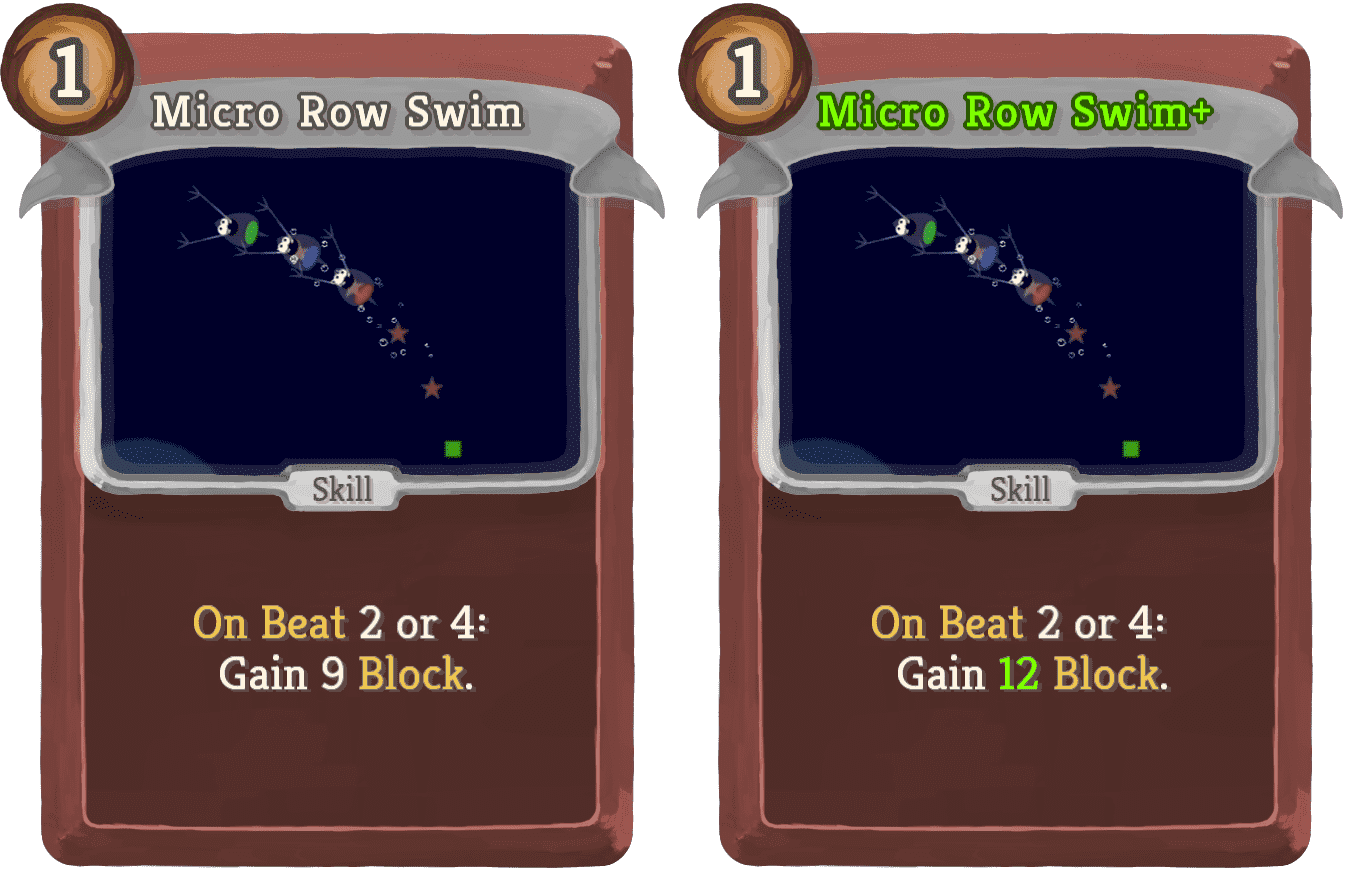 1
Micro Row Swim
Skill
On Beat 2 or 4:
Gain 9 Block.
1
Micro Row Swim+
Skill
On Beat 2 or 4:
Gain 12 Block.